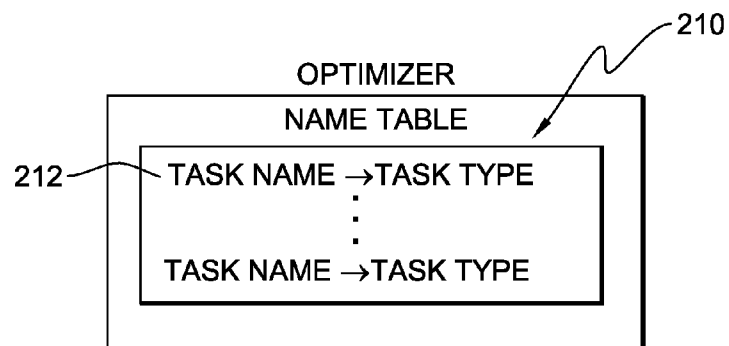 210
OPTIMIZER
NAME TABLE
212 TASK NAME →TASK TYPE
.
.
.
TASK NAME →TASK TYPE